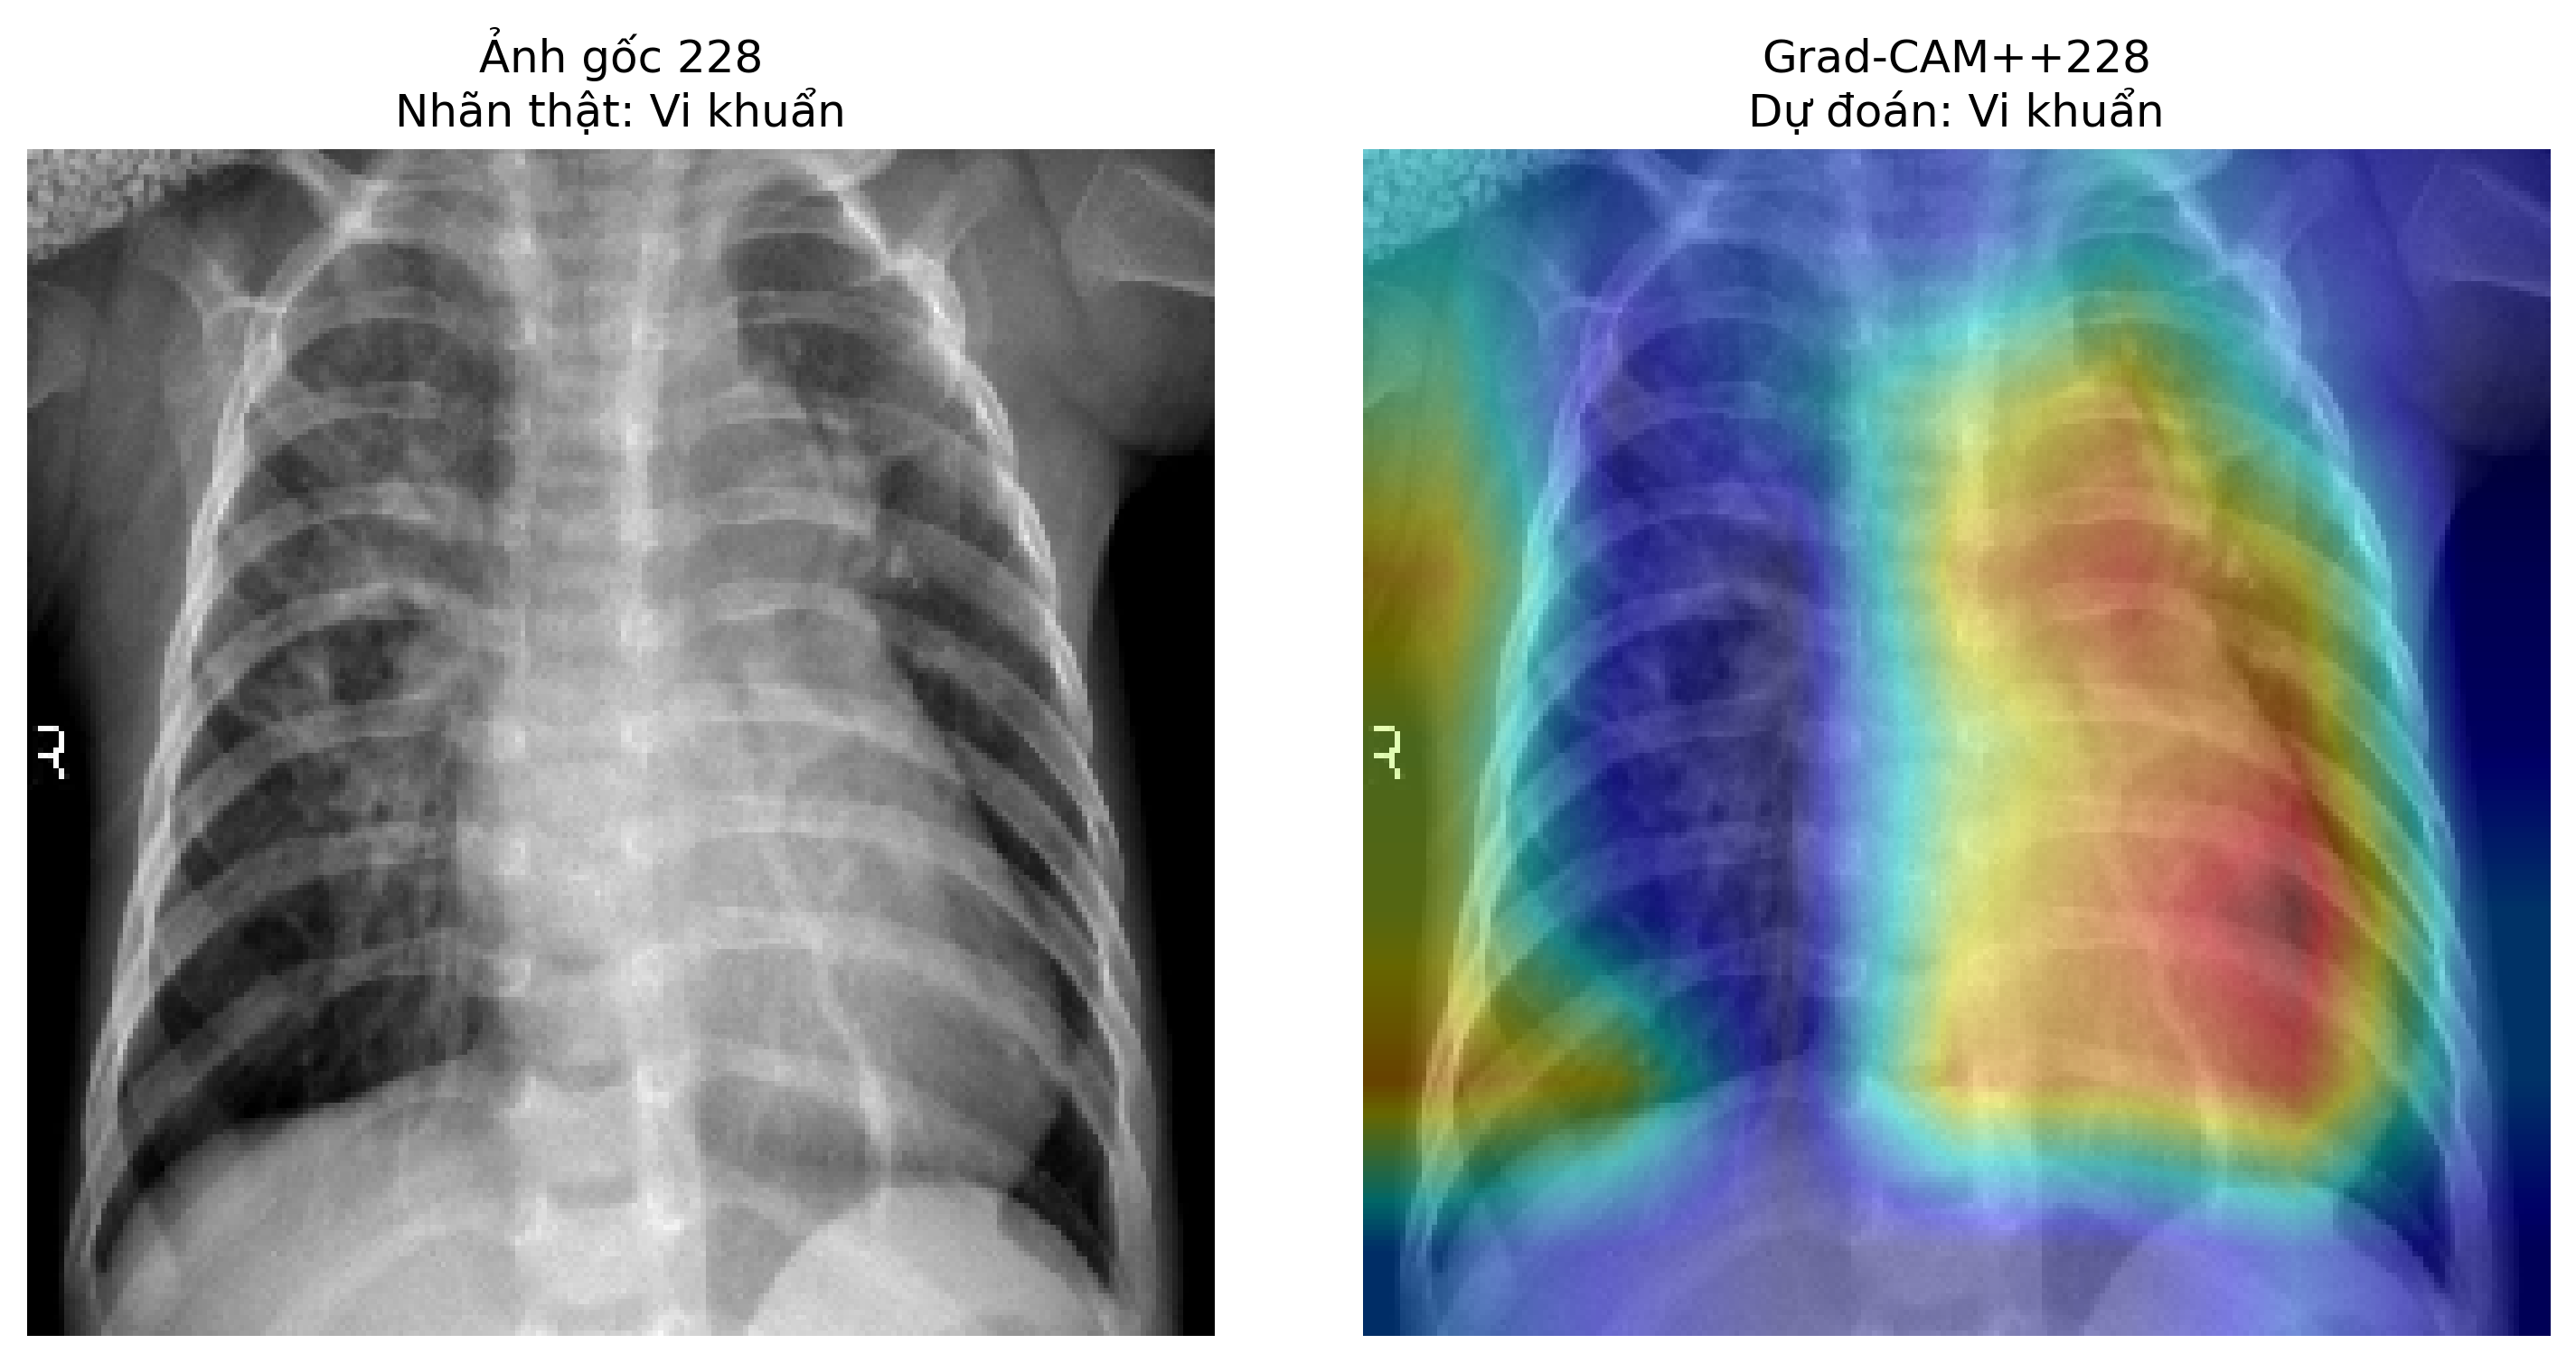 Ảnh gốc 228
Nhãn thật: Vi khuẩn
Grad-CAM++228
Dự đoán: Vi khuẩn
R